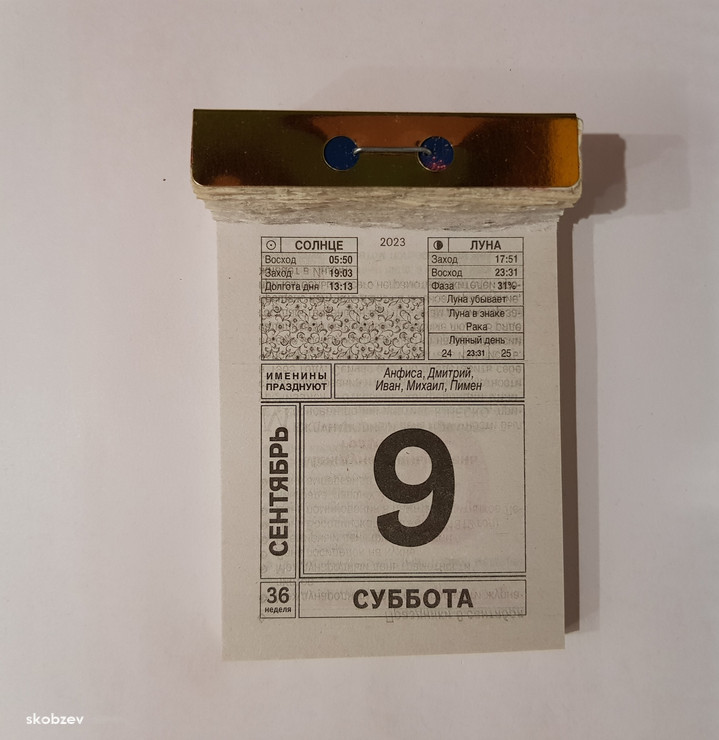 СОЛНЦЕ
Восход 05:50
Заход 19:03
Долгота дня 13:13
2023
ЛУНА
Заход 17:51
Восход 23:31
Фаза 31%
Луна убывает
Луна в знаке
Рака
Лунный день
24 23:31 25
ИМЕНИНЫ
ПРАЗДНУЮТ
Анфиса, Дмитрий,
Иван, Михаил, Пимен
СЕНТЯБРЬ
9
36
неделя
СУББОТА
skobzev